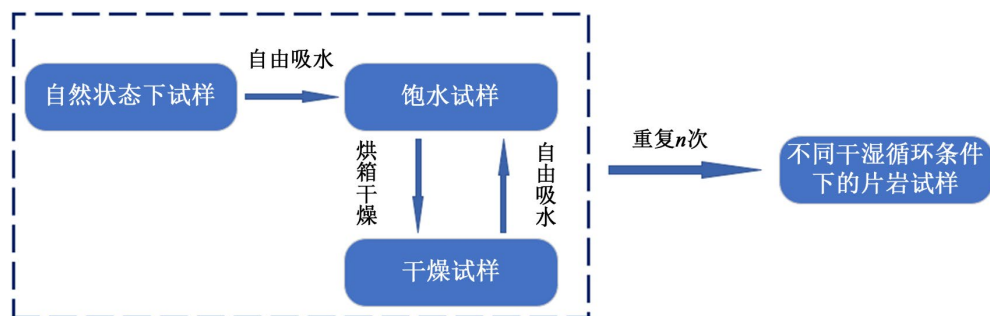 自由吸水
自然状态下试样
饱水试样
烘箱干燥
自由吸水
干燥试样
重复n次
不同干湿循环条件
下的片岩试样